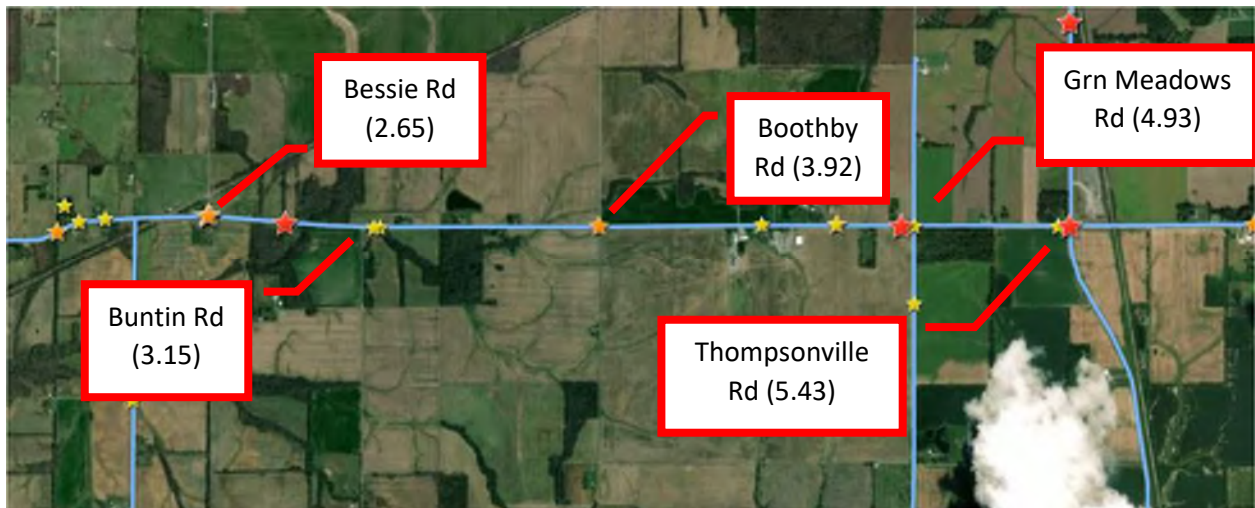 Bessie Rd
(2.65)
Boothby
Rd (3.92)
Grn Meadows
Rd (4.93)
Buntin Rd
(3.15)
Thompsonville
Rd (5.43)